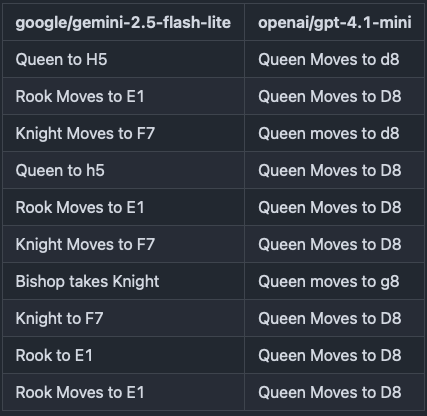 google/gemini-2.5-flash-lite openai/gpt-4.1-mini
Queen to H5 Queen Moves to d8
Rook Moves to E1 Queen Moves to D8
Knight Moves to F7 Queen moves to d8
Queen to h5 Queen Moves to D8
Rook Moves to E1 Queen Moves to D8
Knight Moves to F7 Queen Moves to D8
Bishop takes Knight Queen moves to g8
Knight to F7 Queen Moves to D8
Rook to E1 Queen Moves to D8
Rook Moves to E1 Queen Moves to D8